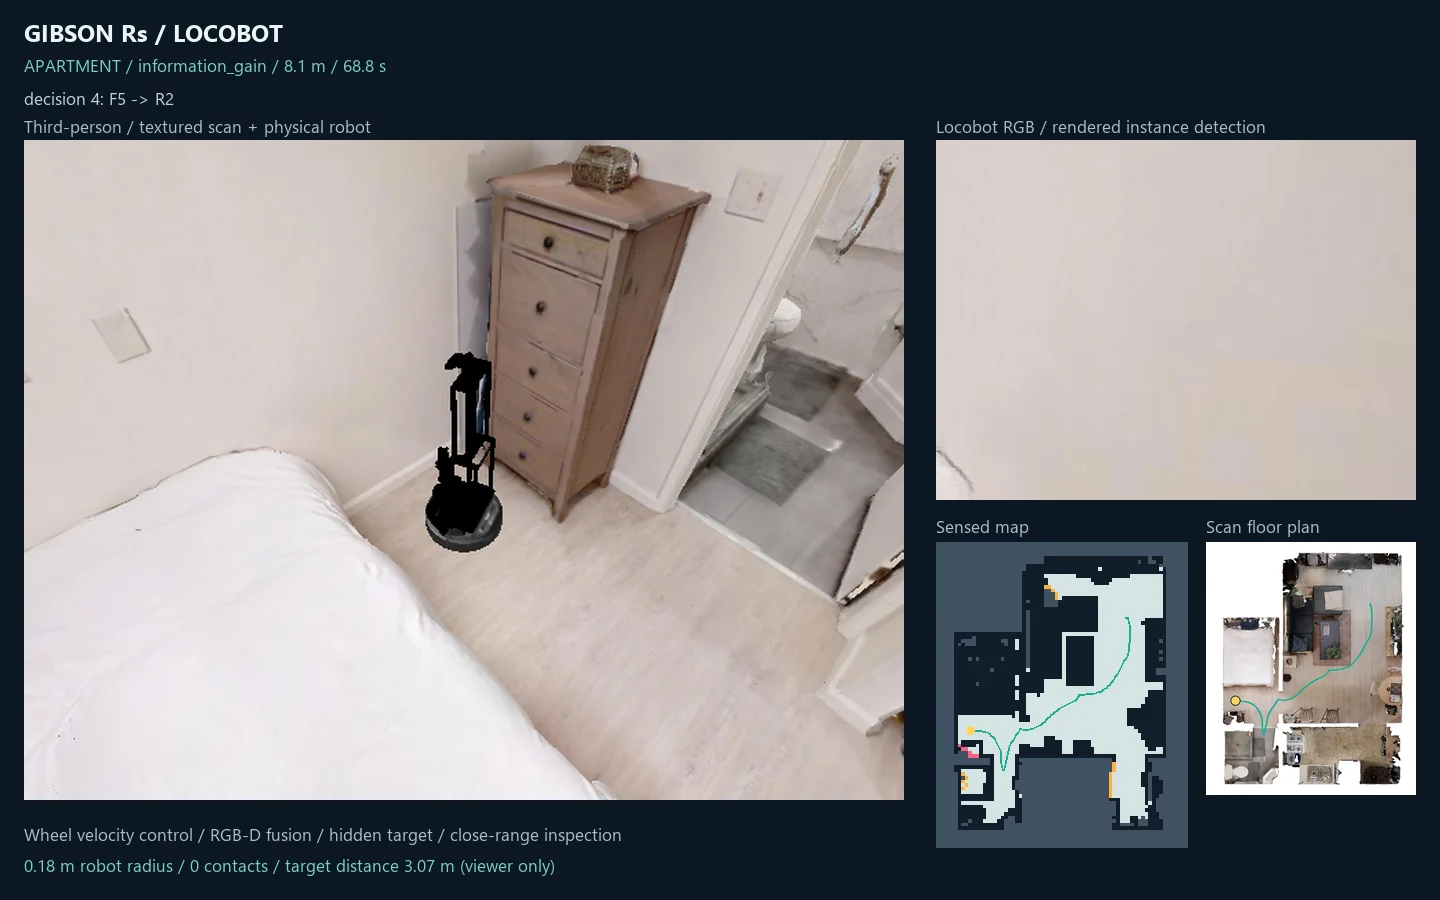 GIBSON Rs / LOCOBOT
APARTMENT / information_gain / 8.1 m / 68.8 s
decision 4: F5 -> R2
Third-person / textured scan + physical robot
Locobot RGB / rendered instance detection
Sensed map
Scan floor plan
Wheel velocity control / RGB-D fusion / hidden target / close-range inspection
0.18 m robot radius / 0 contacts / target distance 3.07 m (viewer only)